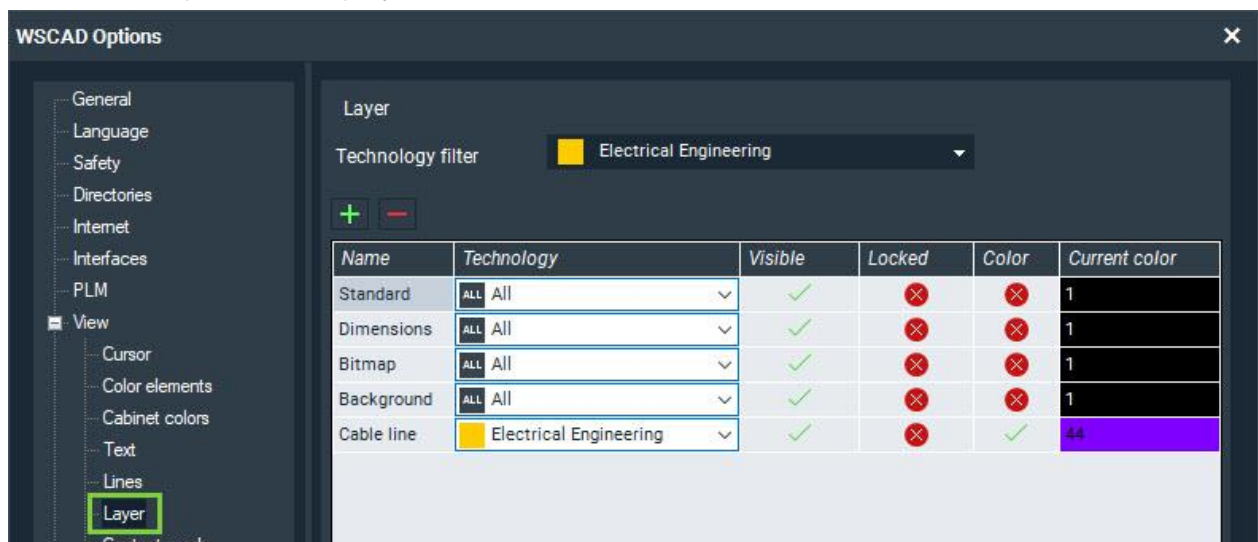 WSCAD Options
General
Language
Safety
Directories
Internet
Interfaces
PLM
View
Cursor
Color elements
Cabinet colors
Text
Lines
Layer
Layer
Technology filter Electrical Engineering
Name Technology Visible Locked Color Current color
Standard ALL All 1
Dimensions ALL All 1
Bitmap ALL All 1
Background ALL All 1
Cable line Electrical Engineering 44